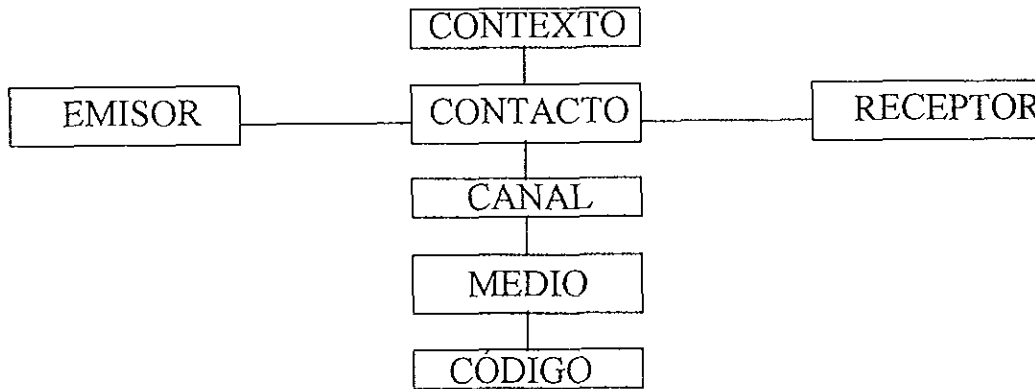 CONTEXTO
EMISOR CONTACTO RECEPTOR
CANAL
MEDIO
CÓDIGO